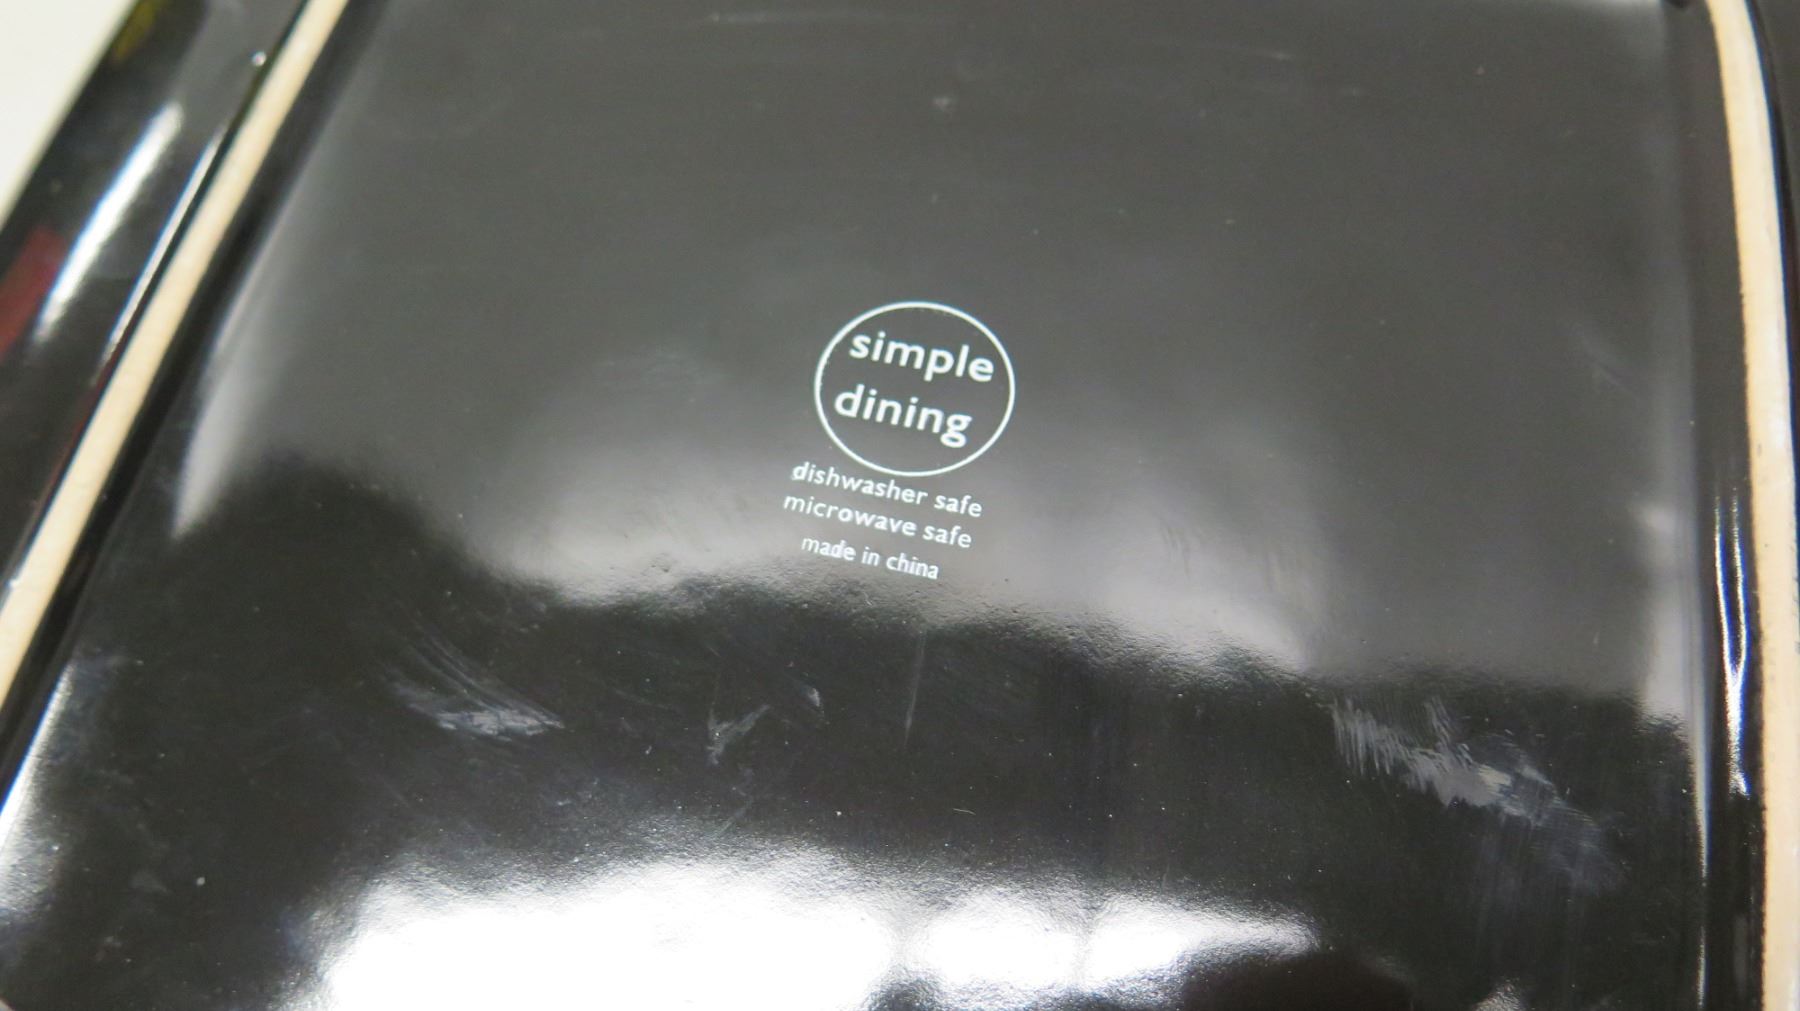 simple
dining
dishwasher safe
microwave safe
made in china